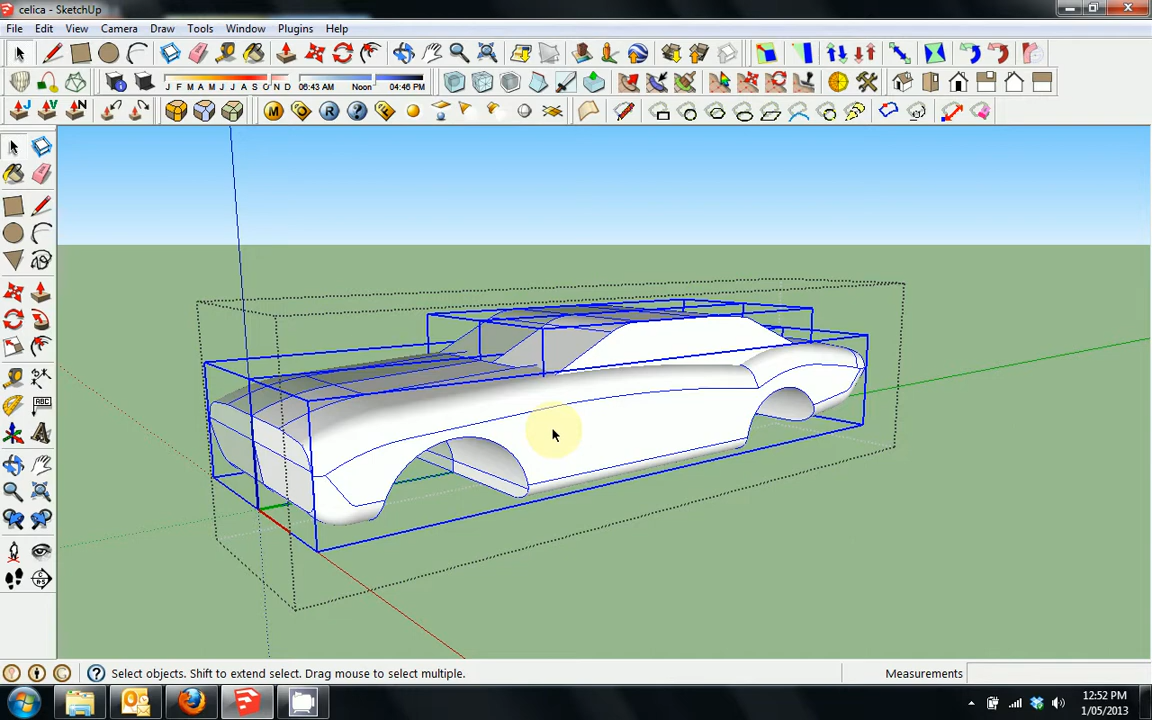 celica - SketchUp
File Edit View Camera Draw Tools Window Plugins Help
J F M A M J J A S O N D 06:43 AM Noon 04:46 PM
J V N
M O R ? F
ABC
A
Select objects. Shift to extend select. Drag mouse to select multiple.
Measurements
12:52 PM
1/05/2013